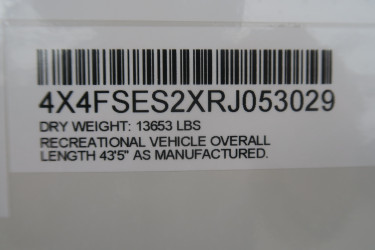 4X4FSES2XRJ053029
DRY WEIGHT: 13653 LBS
RECREATIONAL VEHICLE OVERALL
LENGTH 43'5" AS MANUFACTURED.